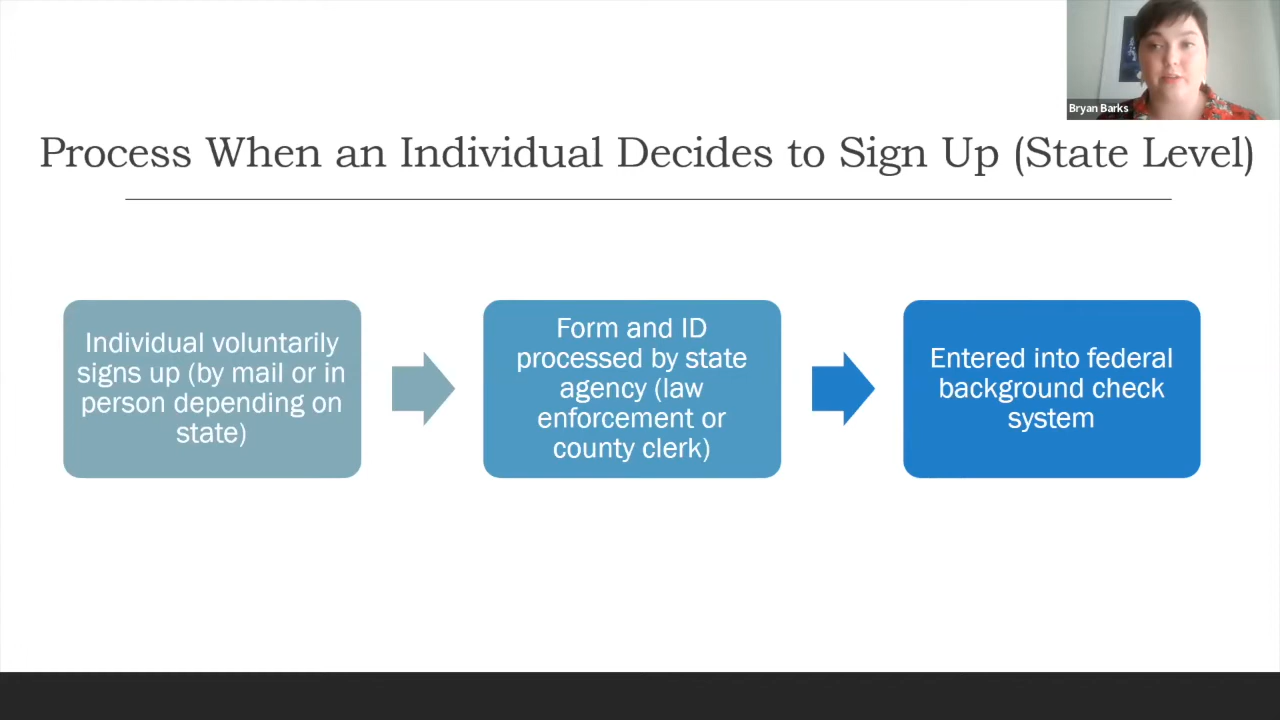 Bryan Barks
Process When an Individual Decides to Sign Up (State Level)
Individual voluntarily
signs up (by mail or in
person depending on
state)
Form and ID
processed by state
agency (law
enforcement or
county clerk)
Entered into federal
background check
system